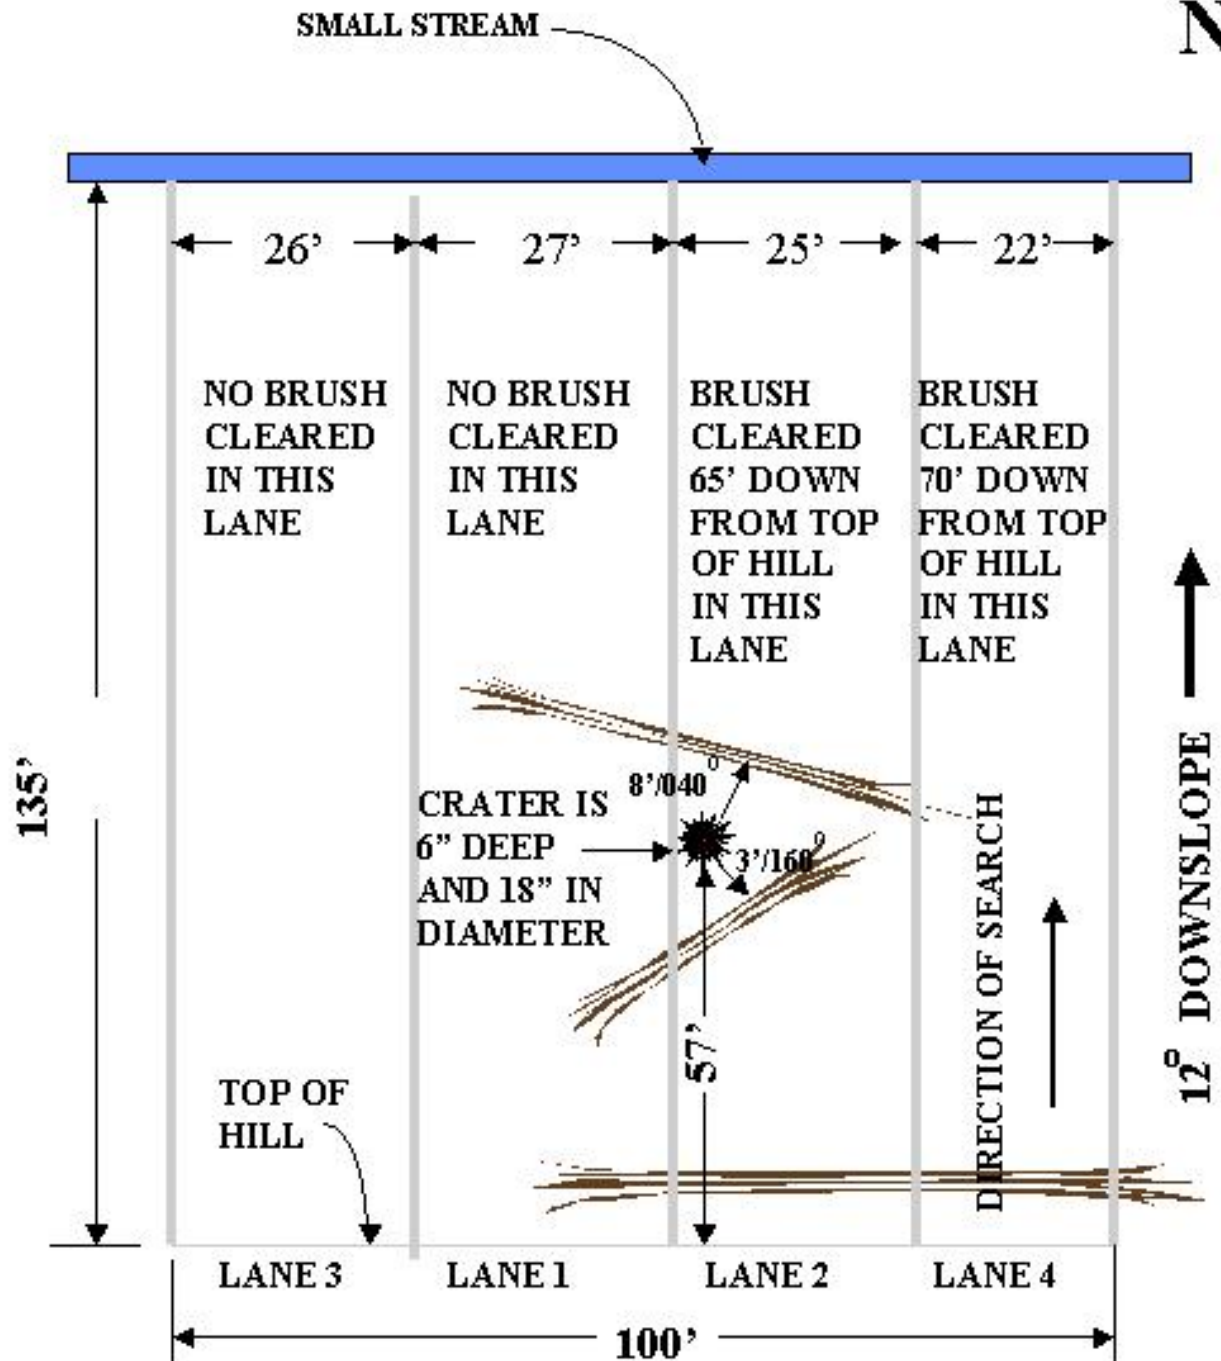 SMALL STREAM
N
26’
27’
25’
22’
NO BRUSH
CLEARED
IN THIS
LANE
NO BRUSH
CLEARED
IN THIS
LANE
BRUSH
CLEARED
65’ DOWN
FROM TOP
OF HILL
IN THIS
LANE
BRUSH
CLEARED
70’ DOWN
FROM TOP
OF HILL
IN THIS
LANE
135’
8’/040°
CRATER IS
6” DEEP
AND 18” IN
DIAMETER
3’/160°
DIRECTION OF SEARCH
12° DOWNSLOPE
57’
TOP OF
HILL
LANE 3
LANE 1
LANE 2
LANE 4
100’